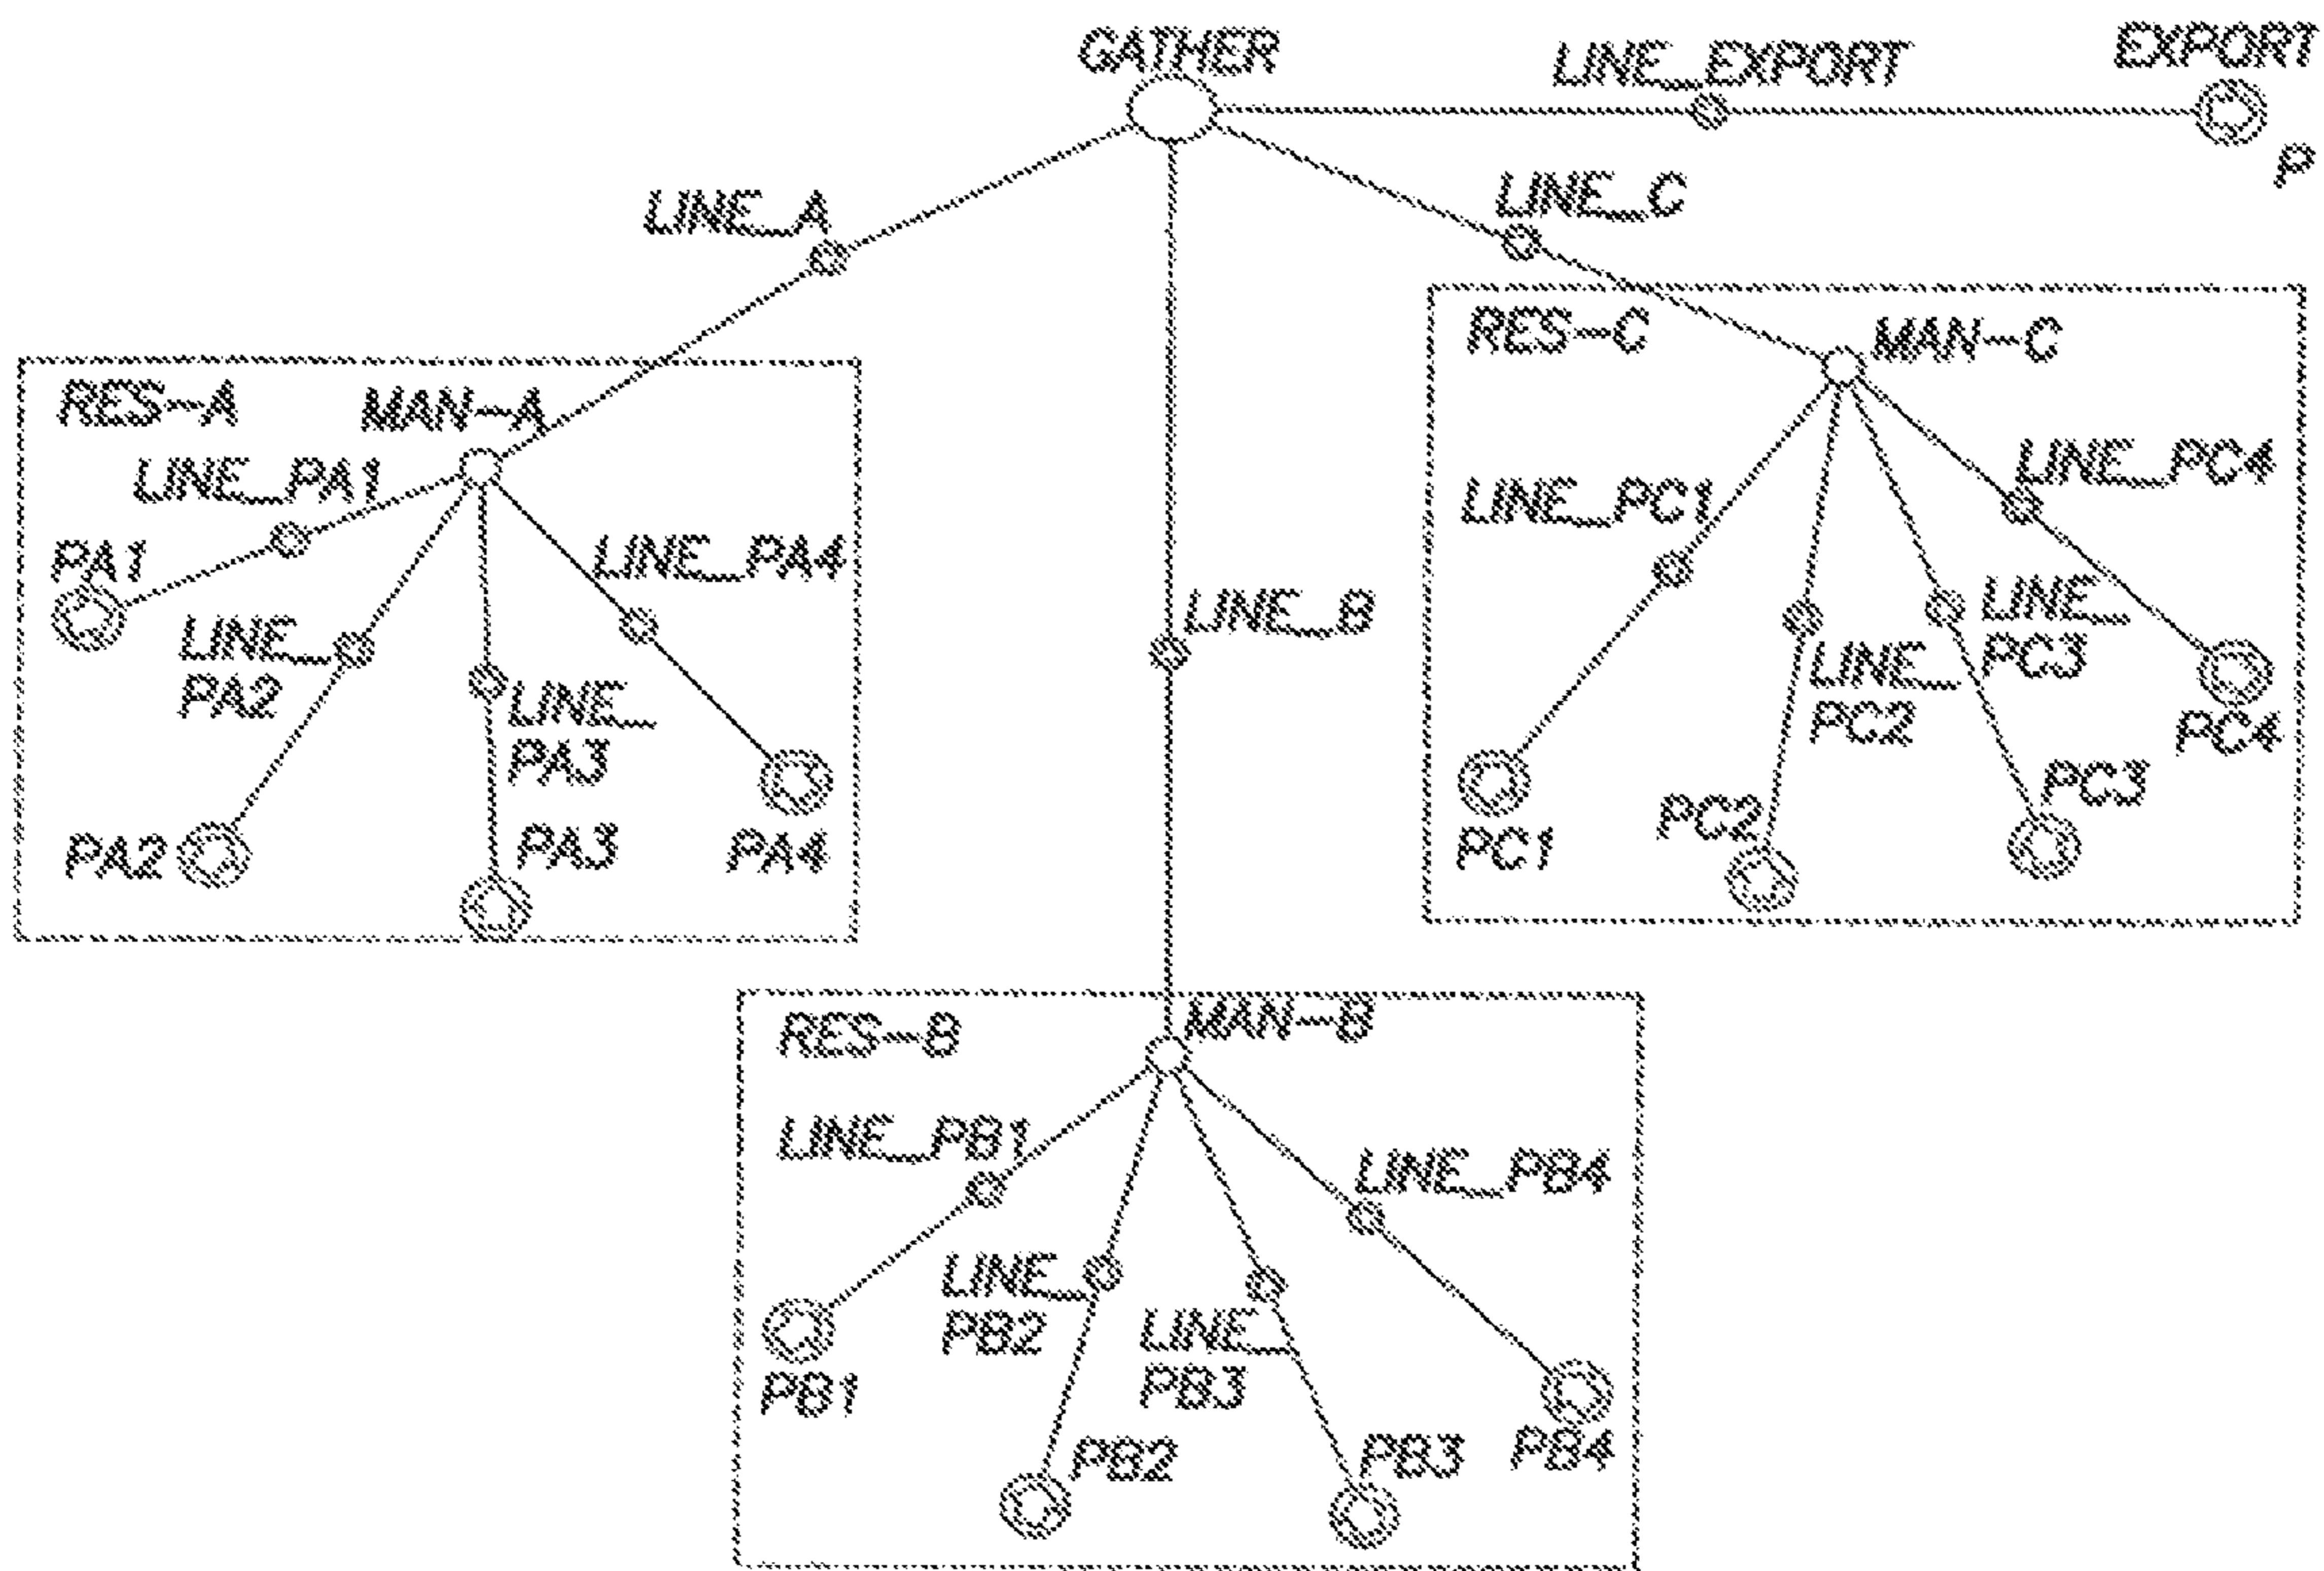 GATHER
LINE_EXPORT
EXPORT
P
LINE_A
LINE_C
RES-C
MAN-C
RES-A
MAN-A
LINE_PA1
LINE_PC4
LINE_PC1
PA1
LINE_PA4
LINE_
PA2
LINE_B
LINE_
PC3
LINE_
PC2
LINE_
PA3
PC4
PC3
PA2
PA3
PA4
PC1
PC2
RES-B
MAN-B
LINE_PB1
LINE_PB4
LINE_
PB2
LINE_
PB3
PB1
PB2
PB3
PB4